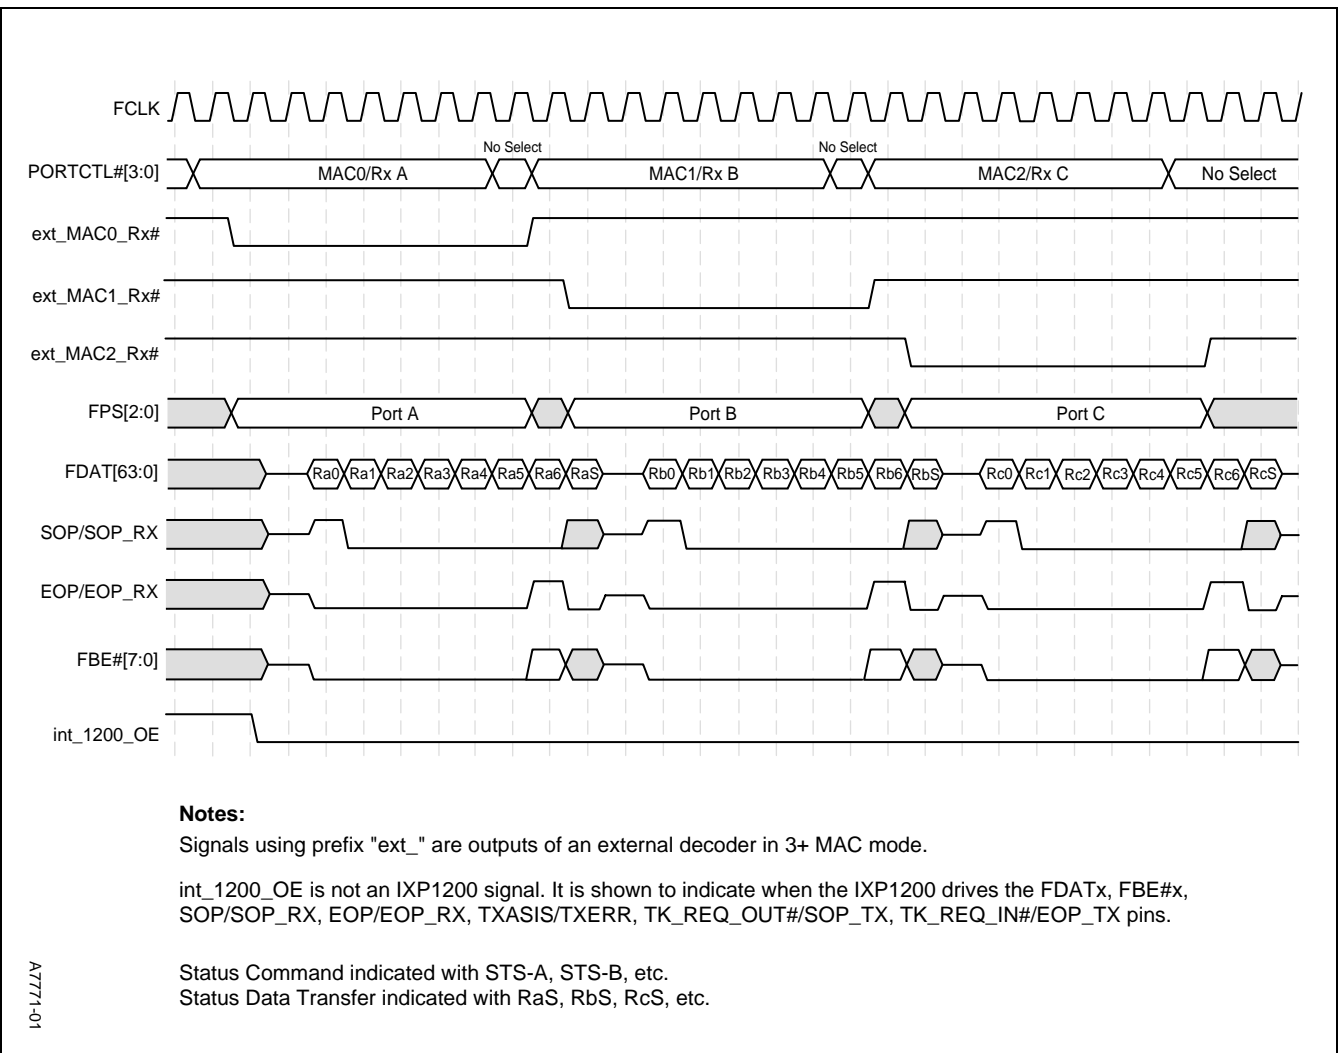 FCLK
No Select No Select
PORTCTL#[3:0] MAC0/Rx A MAC1/Rx B MAC2/Rx C No Select
ext_MAC0_Rx#
ext_MAC1_Rx#
ext_MAC2_Rx#
FPS[2:0] Port A Port B Port C
FDAT[63:0] Ra0 Ra1 Ra2 Ra3 Ra4 Ra5 Ra6 RaS Rb0 Rb1 Rb2 Rb3 Rb4 Rb5 Rb6 RbS Rc0 Rc1 Rc2 Rc3 Rc4 Rc5 Rc6 RcS
SOP/SOP_RX
EOP/EOP_RX
FBE#[7:0]
int_1200_OE
Notes:
Signals using prefix "ext_" are outputs of an external decoder in 3+ MAC mode.
int_1200_OE is not an IXP1200 signal. It is shown to indicate when the IXP1200 drives the FDATx, FBE#x,
SOP/SOP_RX, EOP/EOP_RX, TXASIS/TXERR, TK_REQ_OUT#/SOP_TX, TK_REQ_IN#/EOP_TX pins.
Status Command indicated with STS-A, STS-B, etc.
Status Data Transfer indicated with RaS, RbS, RcS, etc.
A7771-01